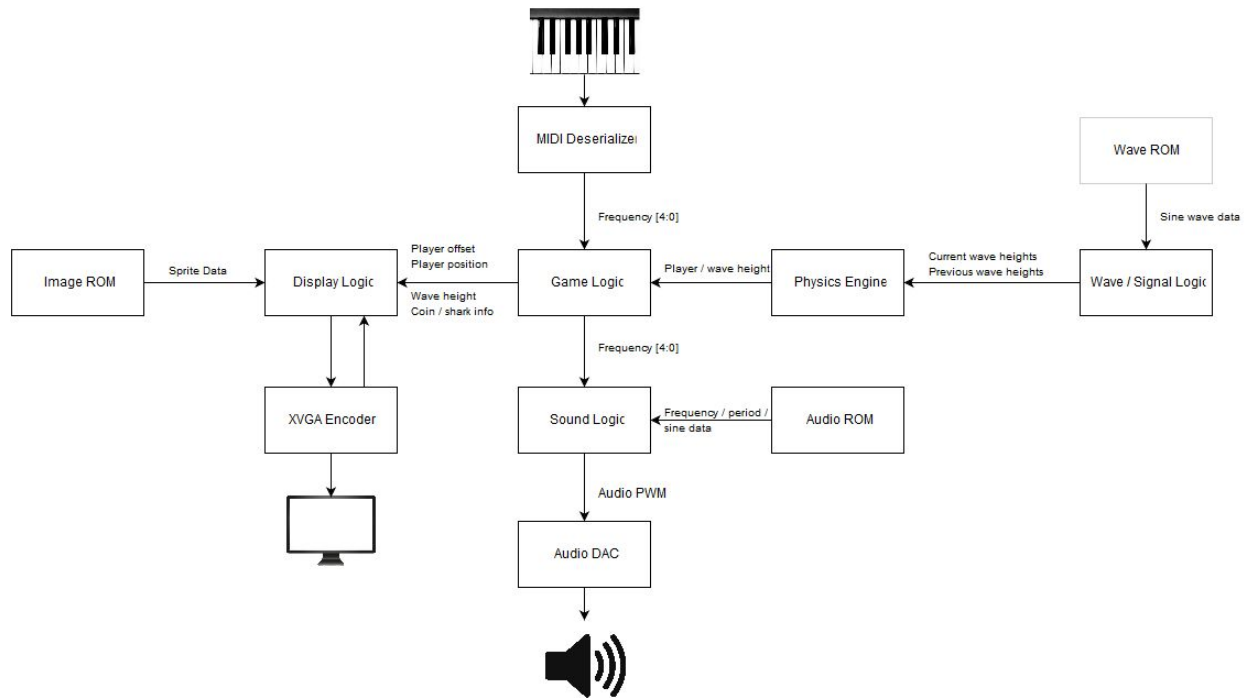 MIDI Deserializer
Wave ROM
Frequency [4:0]
Sine wave data
Image ROM
Sprite Data
Display Logic
Player offset
Player position
Wave height
Coin / shark info
Game Logic
Player / wave height
Physics Engine
Current wave heights
Previous wave heights
Wave / Signal Logic
Frequency [4:0]
XVGA Encoder
Sound Logic
Frequency / period /
sine data
Audio ROM
Audio PWM
Audio DAC